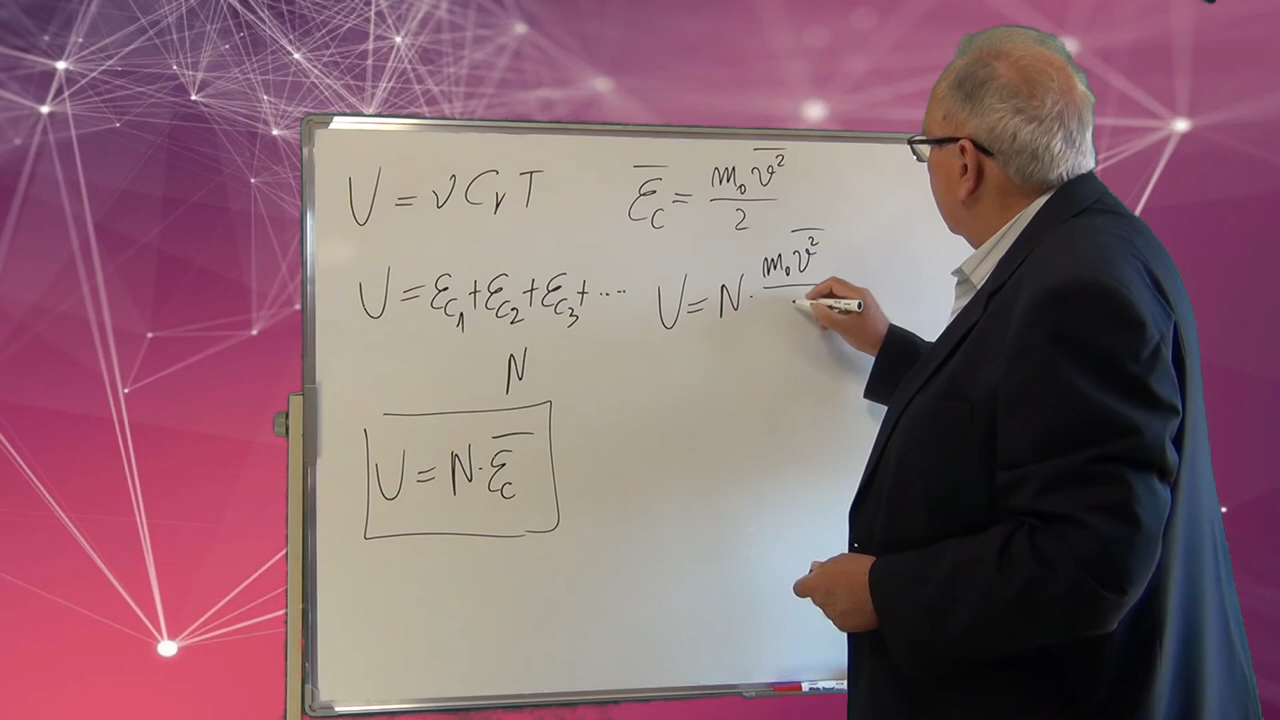 U = ν C_V T
ε̅_C = m₀ v̅² / 2
U = ε_C₁ + ε_C₂ + ε_C₃ + ...
U = N · m₀ v̅²
N
U = N · ε̅_C